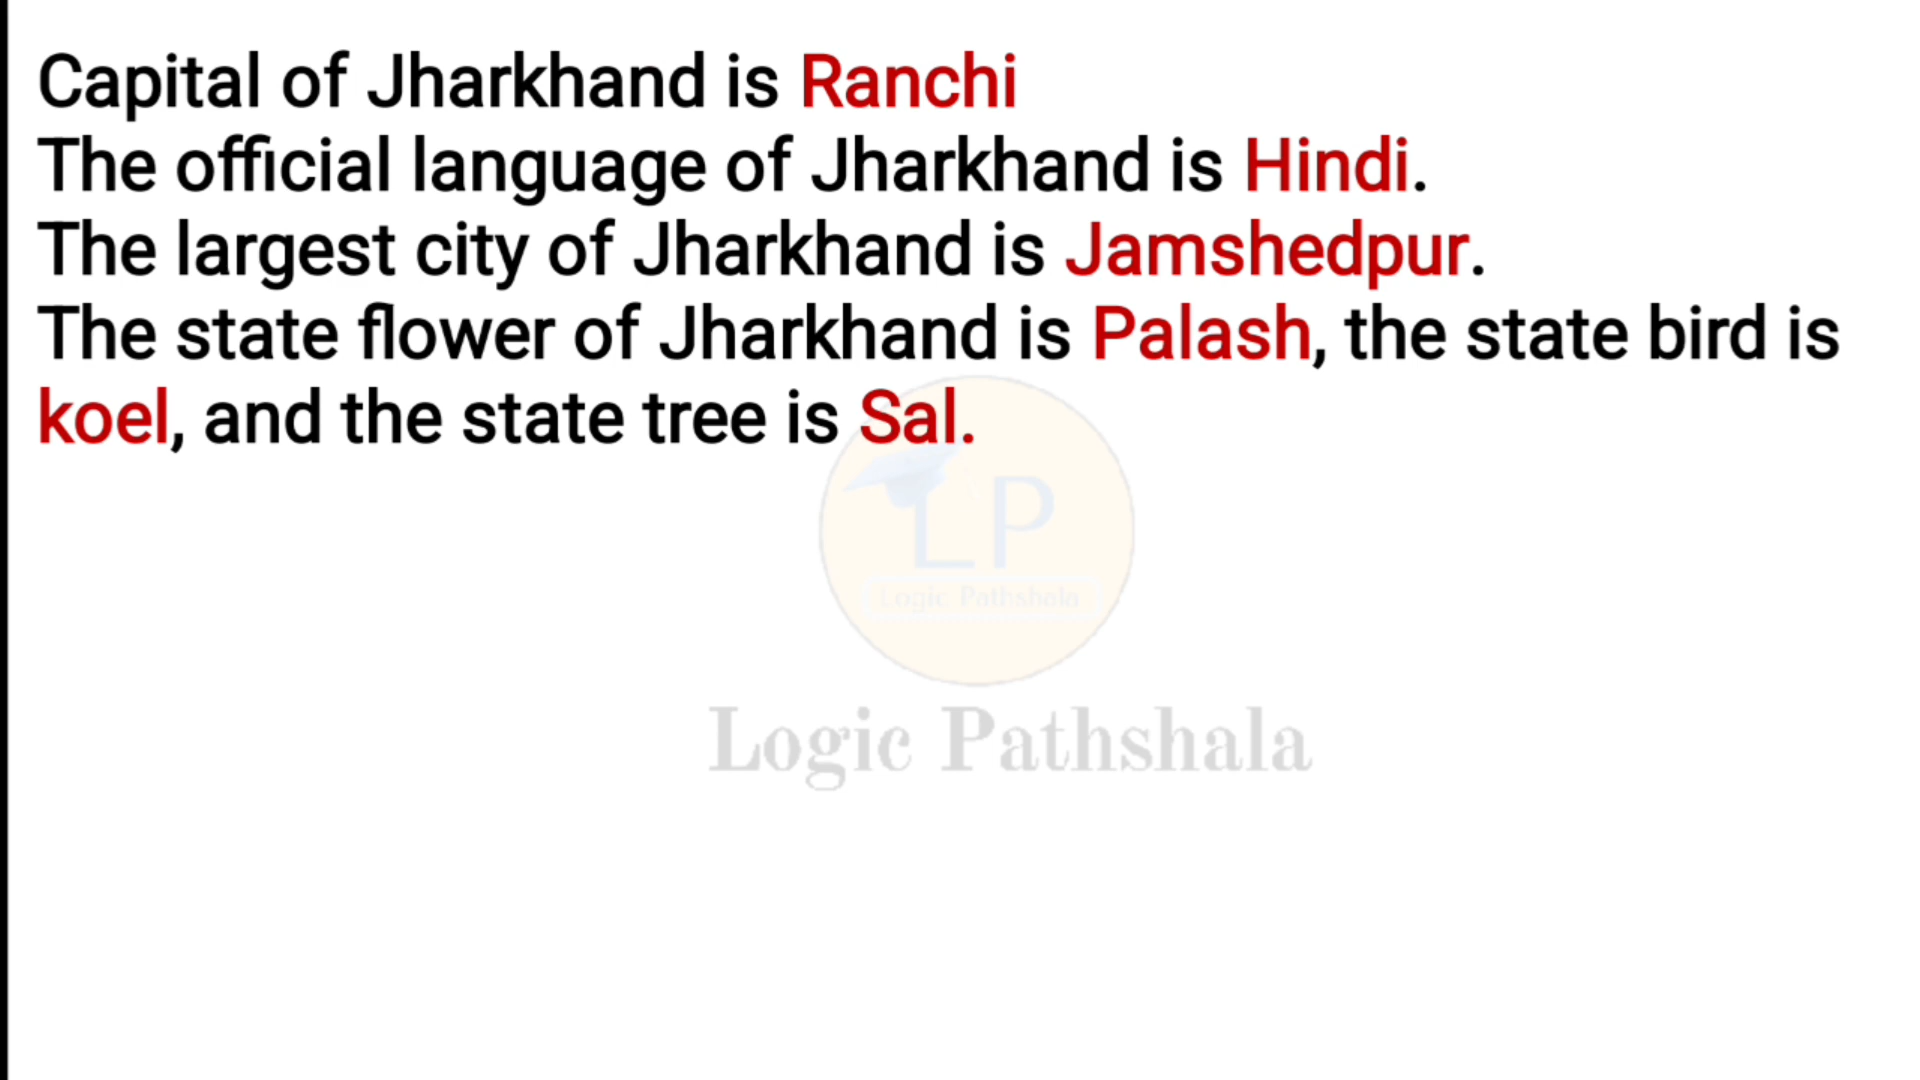 Capital of Jharkhand is Ranchi
The official language of Jharkhand is Hindi.
The largest city of Jharkhand is Jamshedpur.
The state flower of Jharkhand is Palash, the state bird is
koel, and the state tree is Sal.
LP
Logic Pathshala
Logic Pathshala